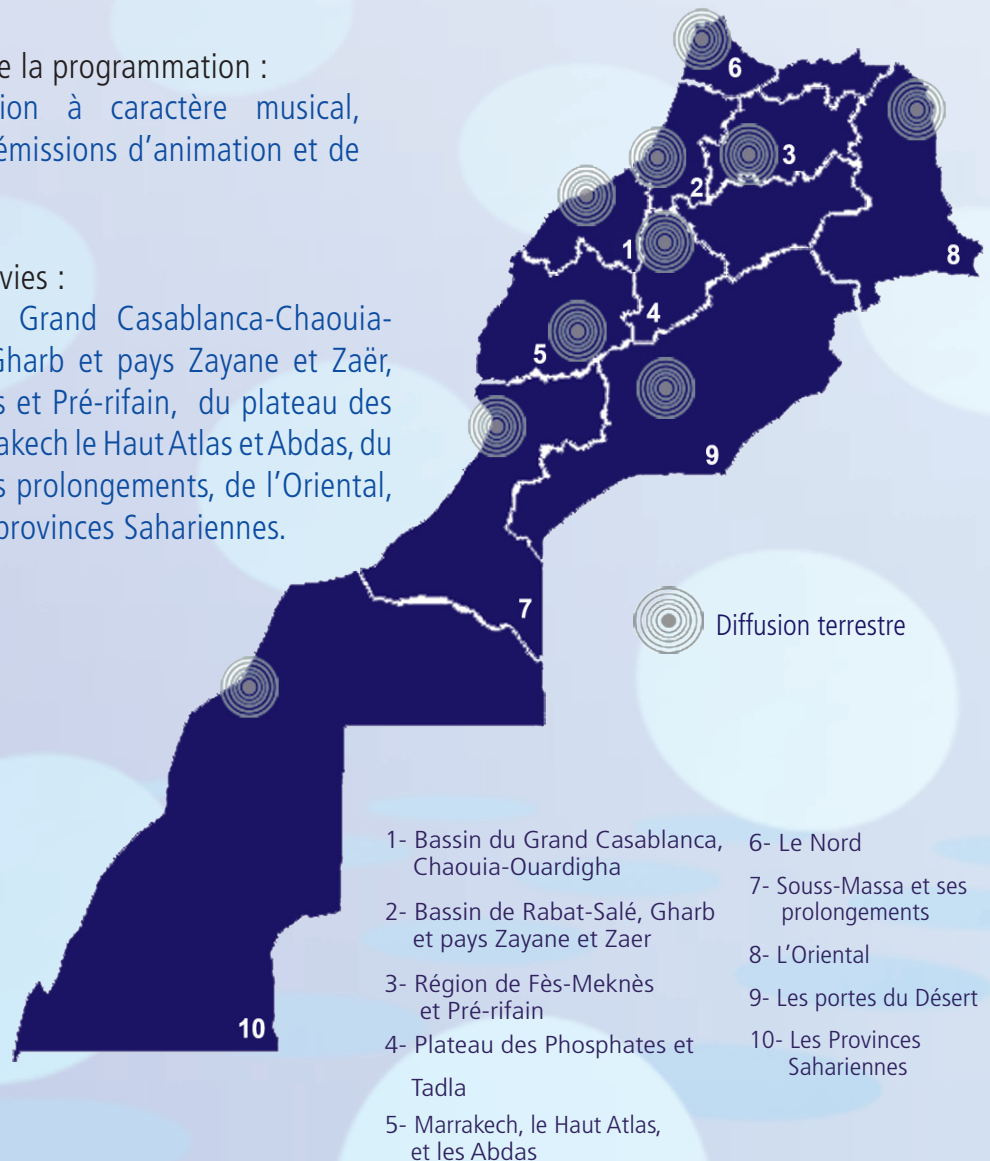 e la programmation :
ion à caractère musical,
émissions d'animation et de
vies :
Grand Casablanca-Chaouia-
Gharb et pays Zayane et Zaër,
s et Pré-rifain, du plateau des
akech le Haut Atlas et Abdas, du
s prolongements, de l'Oriental,
provinces Sahariennes.
6
3
2
1
8
4
5
9
7
Diffusion terrestre
10
1- Bassin du Grand Casablanca,
Chaouia-Ouardigha
2- Bassin de Rabat-Salé, Gharb
et pays Zayane et Zaer
3- Région de Fès-Meknès
et Pré-rifain
4- Plateau des Phosphates et
Tadla
5- Marrakech, le Haut Atlas,
et les Abdas
6- Le Nord
7- Souss-Massa et ses
prolongements
8- L'Oriental
9- Les portes du Désert
10- Les Provinces
Sahariennes